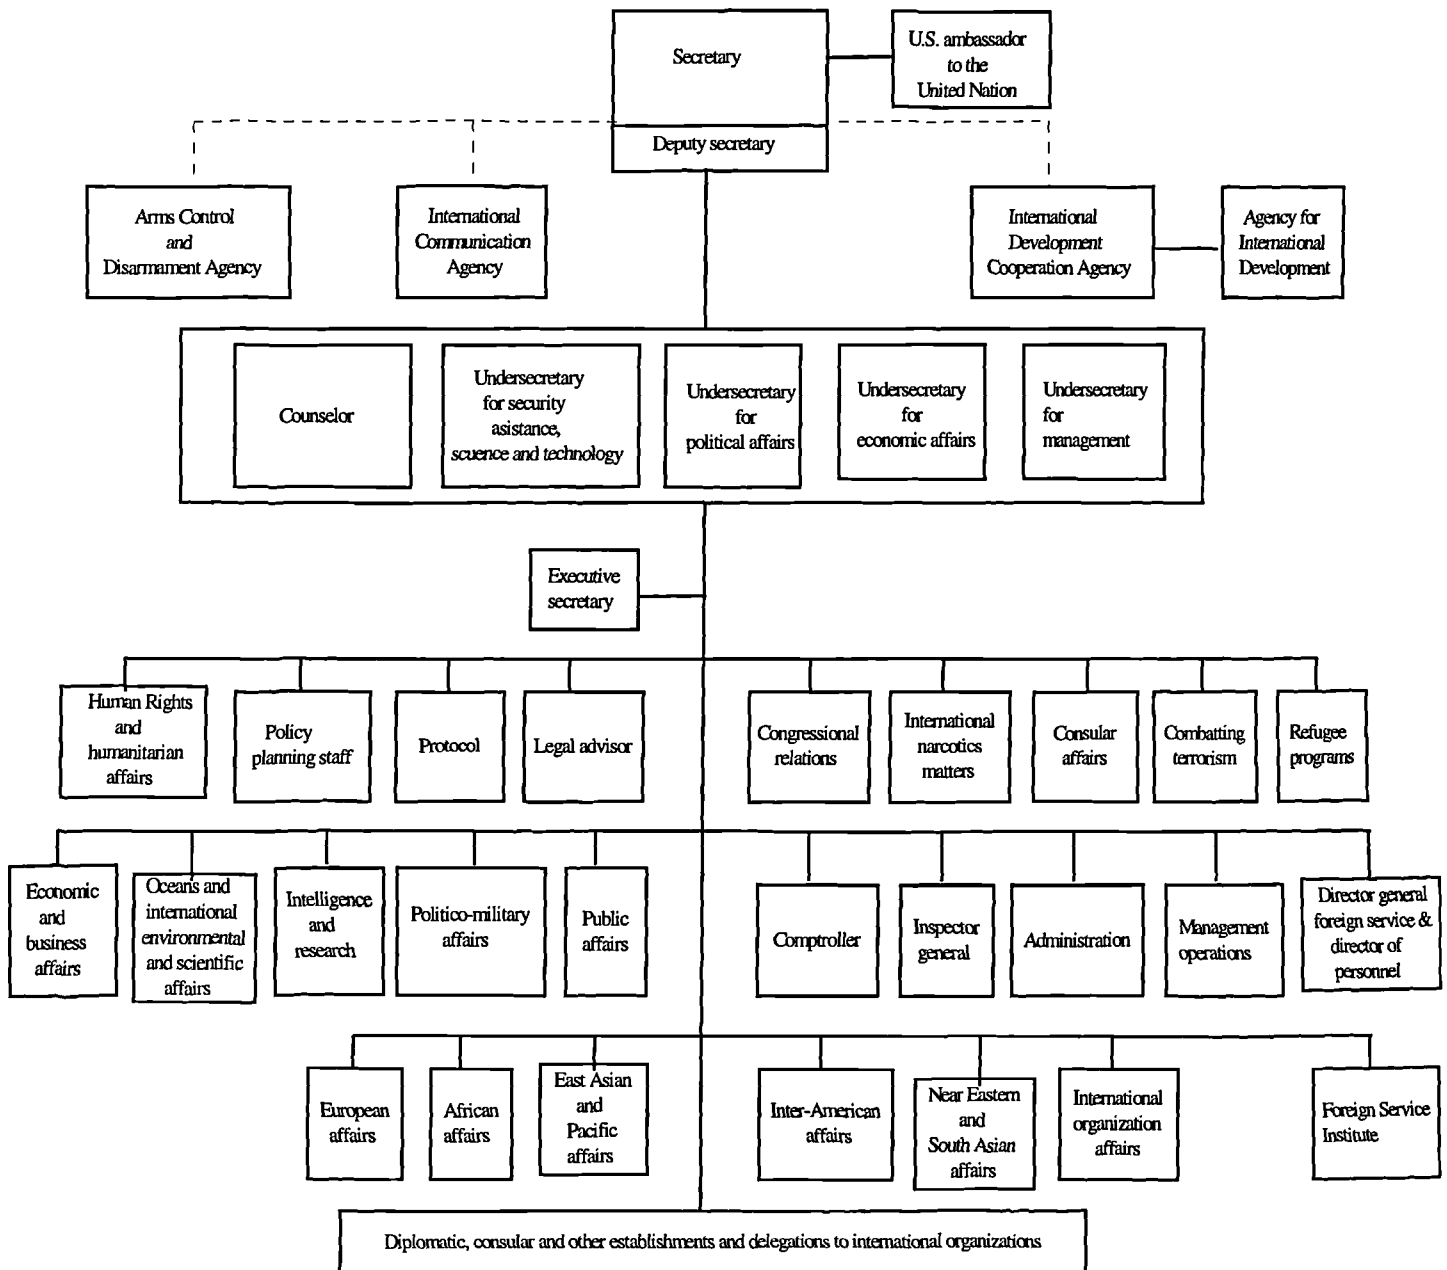 Secretary
U.S. ambassador
to the
United Nation
Deputy secretary
Arms Control
and
Disarmament Agency
International
Communication
Agency
International
Development
Cooperation Agency
Agency for
International
Development
Counselor
Undersecretary
for security
asistance,
scuence and technology
Undersecretary
for
political affairs
Undersecretary
for
economic affairs
Undersecretary
for
management
Executive
secretary
Human Rights
and
humanitarian
affairs
Policy
planning staff
Protocol
Legal advisor
Congressional
relations
International
narcotics
matters
Consular
affairs
Combatting
terrorism
Refugee
programs
Economic
and
business
affairs
Oceans and
international
environmental
and scientific
affairs
Intelligence
and
research
Politico-military
affairs
Public
affairs
Comptroller
Inspector
general
Administration
Management
operations
Director general
foreign service &
director of
personnel
European
affairs
African
affairs
East Asian
and
Pacific
affairs
Inter-American
affairs
Near Eastern
and
South Asian
affairs
International
organization
affairs
Foreign Service
Institute
Diplomatic, consular and other establishments and delegations to international organizations